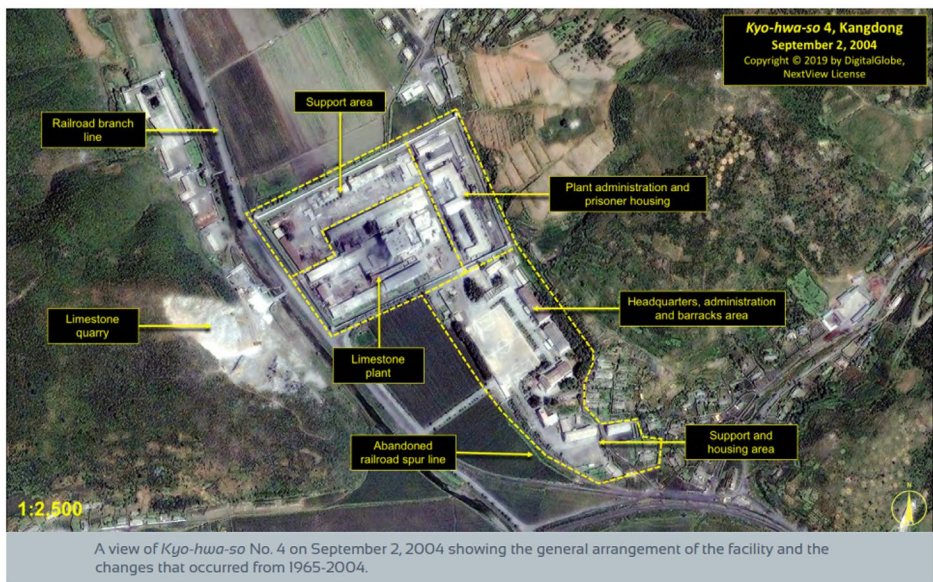 Kyo-hwa-so 4, Kangdong
September 2, 2004
Copyright © 2019 by DigitalGlobe,
NextView License
Support area
Railroad branch
line
Plant administration and
prisoner housing
Headquarters, administration
and barracks area
Limestone
quarry
Limestone
plant
Abandoned
railroad spur line
Support and
housing area
1:2,500
N
A view of Kyo-hwa-so No. 4 on September 2, 2004 showing the general arrangement of the facility and the
changes that occurred from 1965-2004.